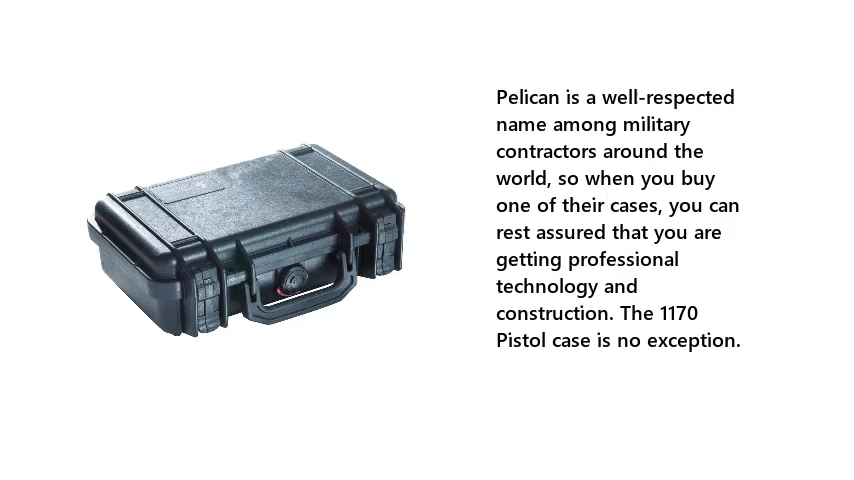 Pelican is a well-respected
name among military
contractors around the
world, so when you buy
one of their cases, you can
rest assured that you are
getting professional
technology and
construction. The 1170
Pistol case is no exception.